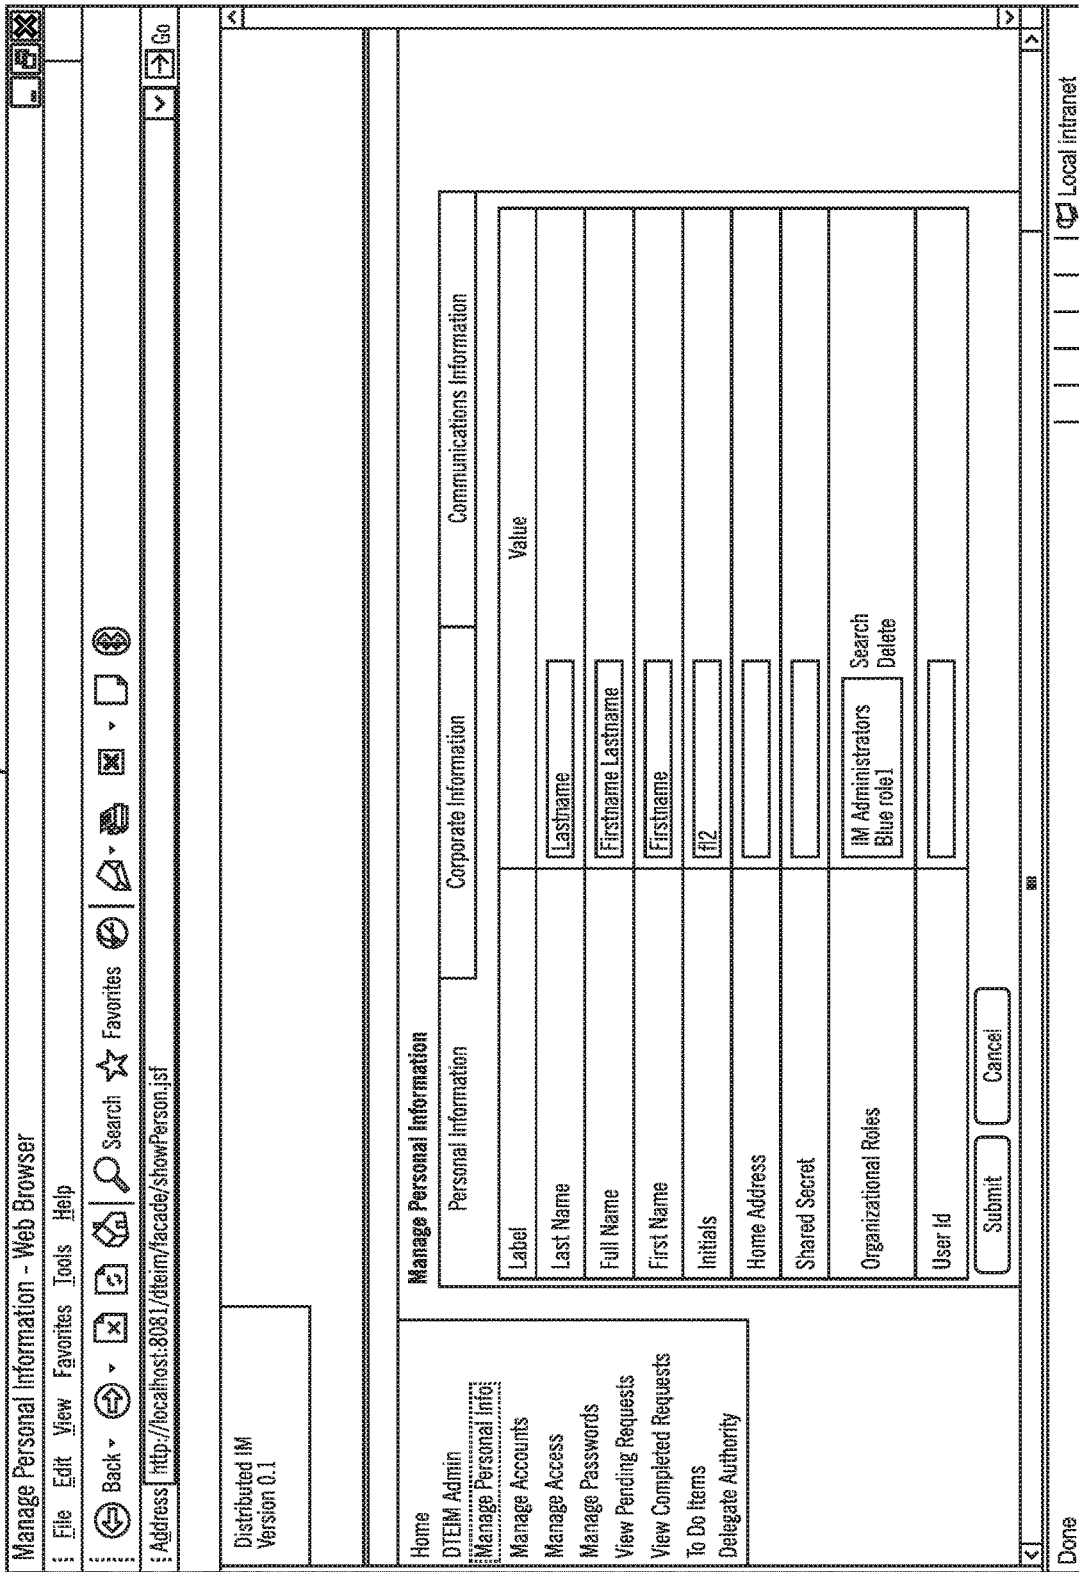 Manage Personal Information - Web Browser
File Edit View Favorites Tools Help
Back Search Favorites
Address http://localhost:8081/dteim/facade/showPerson.jsf Go
Distributed IM
Version 0.1
Home
DTEIM Admin
Manage Personal Info
Manage Accounts
Manage Access
Manage Passwords
View Pending Requests
View Completed Requests
To Do Items
Delegate Authority
Manage Personal Information
Personal Information Corporate Information Communications Information
Label Value
Last Name Lastname
Full Name Firstname Lastname
First Name Firstname
Initials fl2
Home Address
Shared Secret
Organizational Roles IM Administrators Search
Blue role1 Delete
User Id
Submit Cancel
Done Local intranet